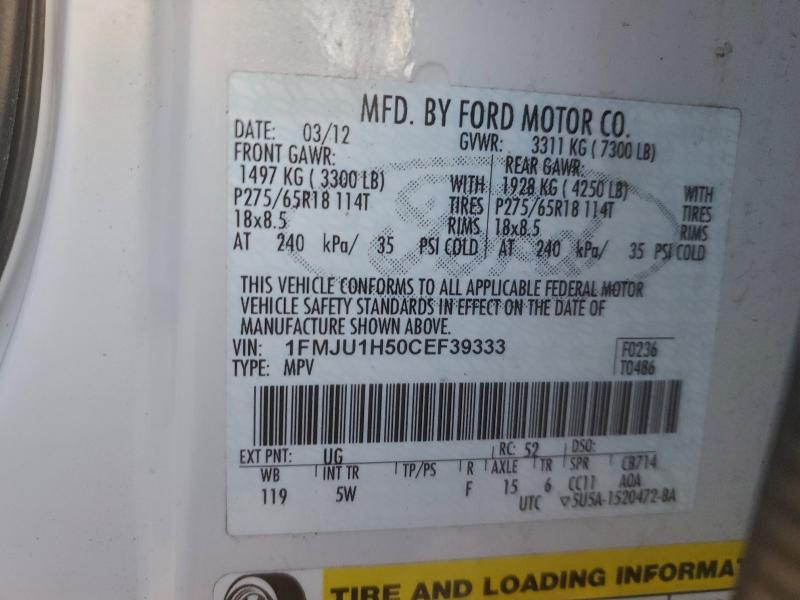 MFD. BY FORD MOTOR CO.
DATE: 03/12 GVWR: 3311 KG ( 7300 LB)
FRONT GAWR: REAR GAWR:
1497 KG ( 3300 LB) WITH 1928 KG ( 4250 LB) WITH
P275/65R18 114T TIRES P275/65R18 114T TIRES
18x8.5 RIMS 18x8.5 RIMS
AT 240 kPa/ 35 PSI COLD AT 240 kPa/ 35 PSI COLD
THIS VEHICLE CONFORMS TO ALL APPLICABLE FEDERAL MOTOR
VEHICLE SAFETY STANDARDS IN EFFECT ON THE DATE OF
MANUFACTURE SHOWN ABOVE.
VIN: 1FMJU1H50CEF39333 F0236
TYPE: MPV T0486
EXT PNT: UG RC: 52 DSO:
WB INT TR TP/PS R AXLE TR SPR CB714
119 5W F 15 6 CC11 AOA
UTC ▽5U5A-1520472-BA
TIRE AND LOADING INFORMAT